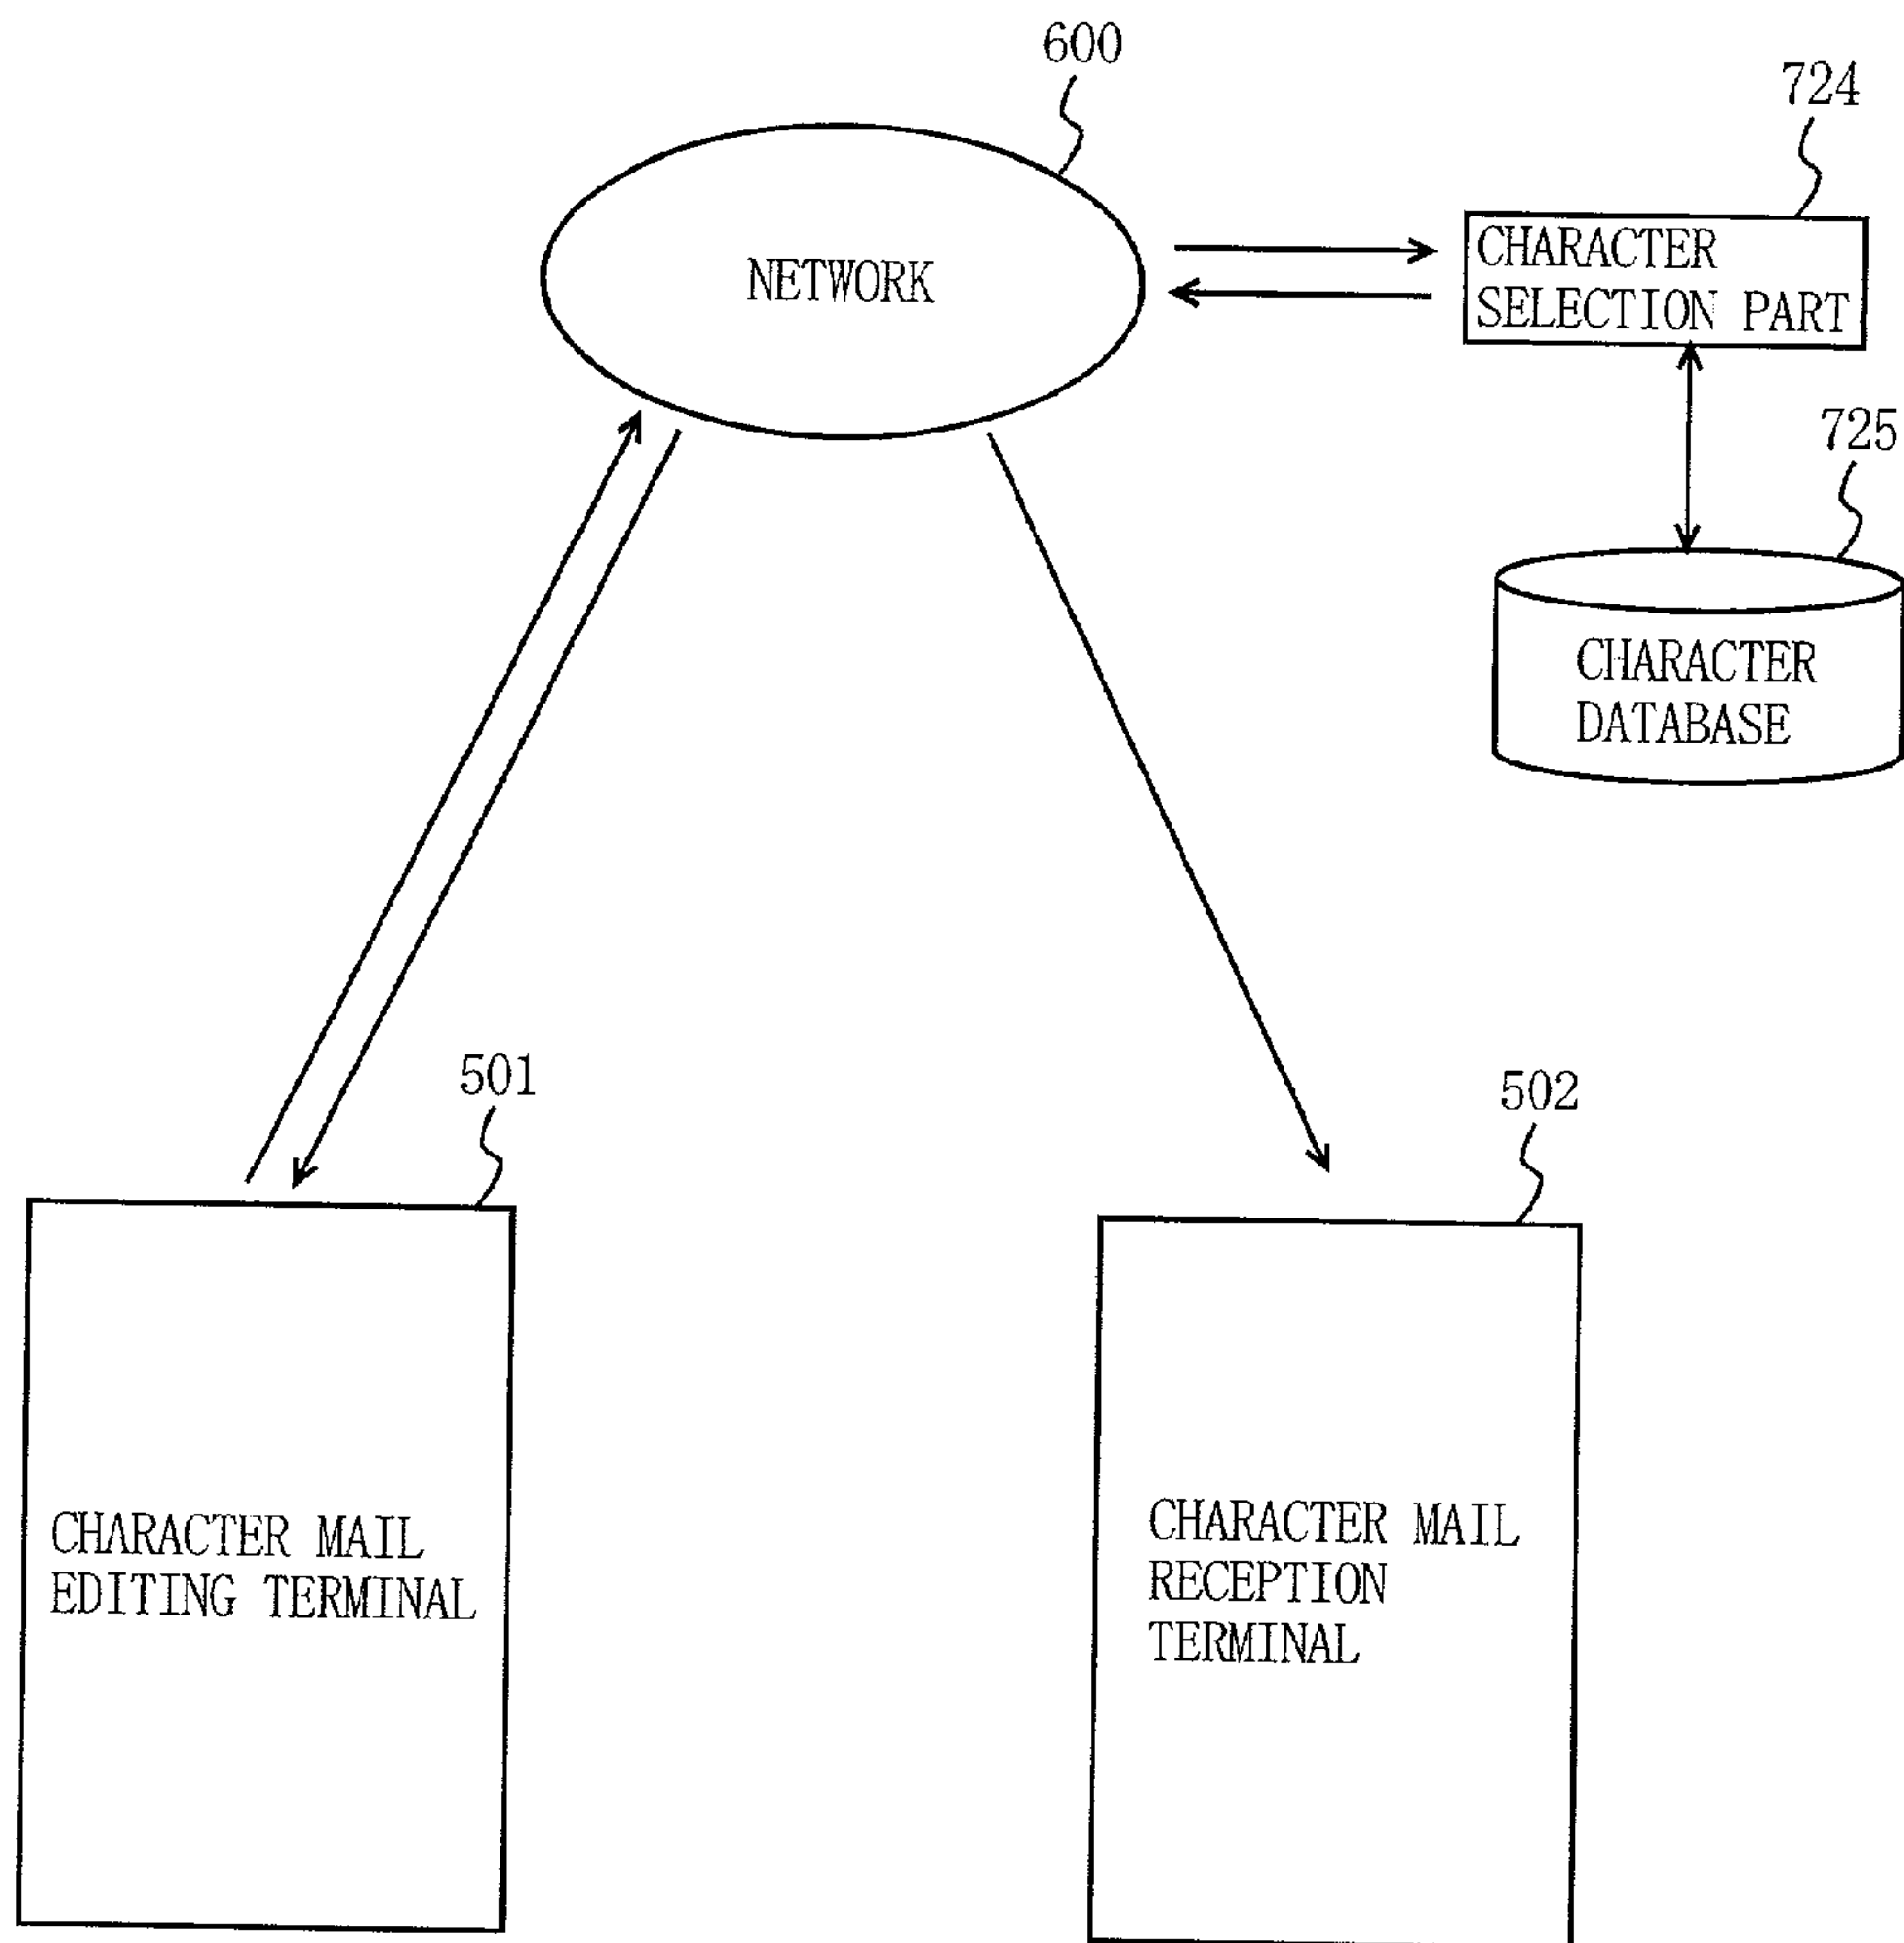 600
724
NETWORK
CHARACTER
SELECTION PART
725
CHARACTER
DATABASE
501
502
CHARACTER MAIL
EDITING TERMINAL
CHARACTER MAIL
RECEPTION
TERMINAL